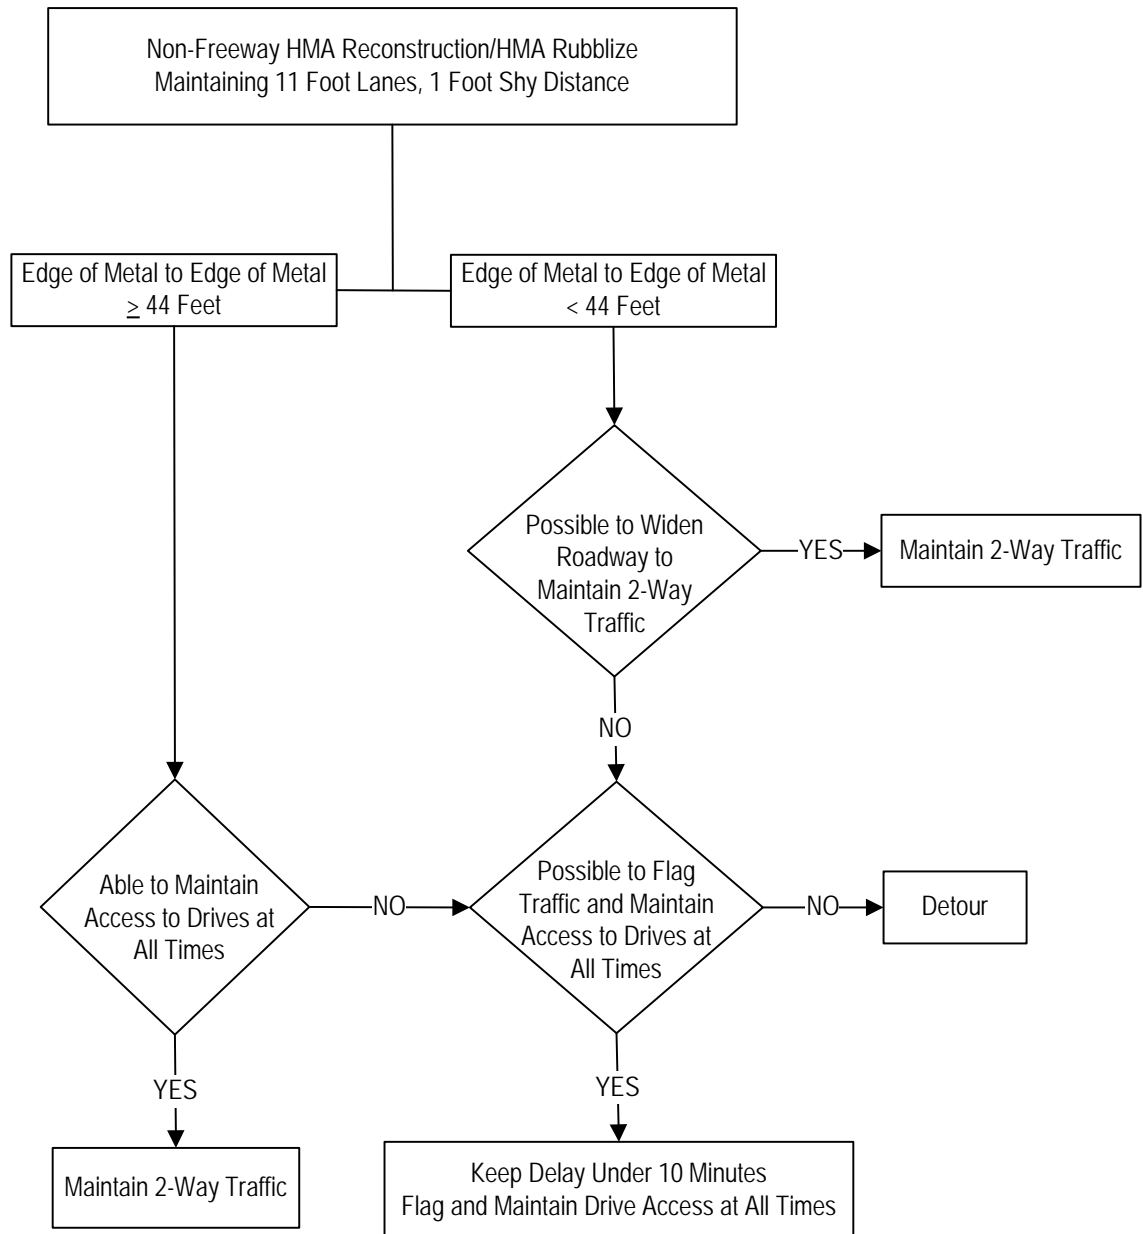 Non-Freeway HMA Reconstruction/HMA Rubblize
Maintaining 11 Foot Lanes, 1 Foot Shy Distance
Edge of Metal to Edge of Metal
≥ 44 Feet
Edge of Metal to Edge of Metal
< 44 Feet
Possible to Widen
Roadway to
Maintain 2-Way
Traffic
YES
Maintain 2-Way Traffic
NO
Able to Maintain
Access to Drives at
All Times
NO
Possible to Flag
Traffic and Maintain
Access to Drives at
All Times
NO
Detour
YES
YES
Maintain 2-Way Traffic
Keep Delay Under 10 Minutes
Flag and Maintain Drive Access at All Times